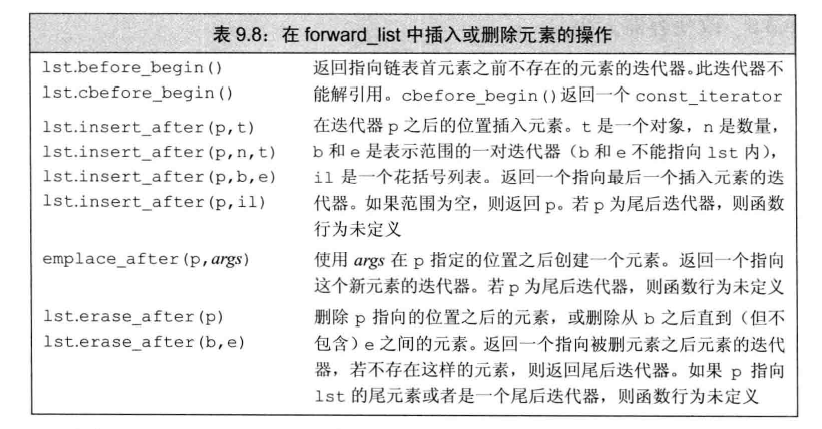 表 9.8：在 forward_list 中插入或删除元素的操作
lst.before_begin() 返回指向链表首元素之前不存在的元素的迭代器。此迭代器不
lst.cbefore_begin() 能解引用。cbefore_begin()返回一个 const_iterator
lst.insert_after(p,t) 在迭代器 p 之后的位置插入元素。t 是一个对象，n 是数量，
lst.insert_after(p,n,t) b 和 e 是表示范围的一对迭代器（b 和 e 不能指向 lst 内），
lst.insert_after(p,b,e) il 是一个花括号列表。返回一个指向最后一个插入元素的迭
lst.insert_after(p,il) 代器。如果范围为空，则返回 p。若 p 为尾后迭代器，则函数
行为未定义
emplace_after(p,args) 使用 args 在 p 指定的位置之后创建一个元素。返回一个指向
这个新元素的迭代器。若 p 为尾后迭代器，则函数行为未定义
lst.erase_after(p) 删除 p 指向的位置之后的元素，或删除从 b 之后直到（但不
lst.erase_after(b,e) 包含）e 之间的元素。返回一个指向被删元素之后元素的迭代
器，若不存在这样的元素，则返回尾后迭代器。如果 p 指向
lst 的尾元素或者是一个尾后迭代器，则函数行为未定义